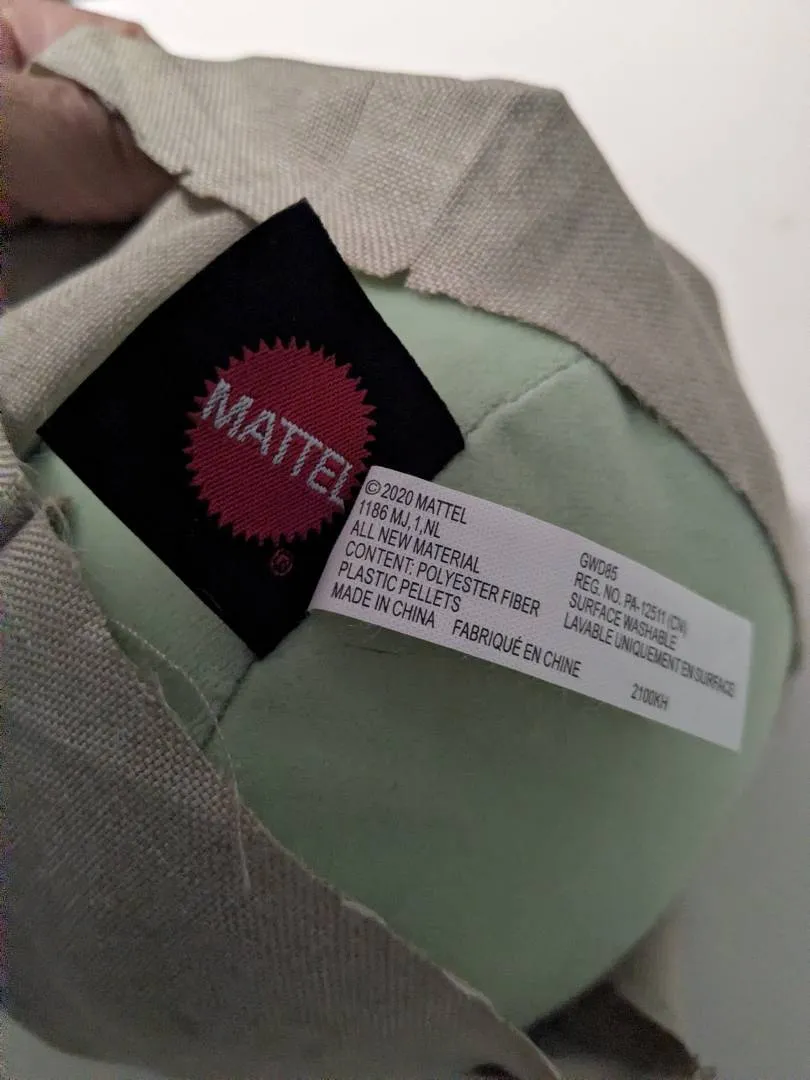 MATTEL
®
© 2020 MATTEL
1186 MJ,1,NL
ALL NEW MATERIAL
CONTENT: POLYESTER FIBER
PLASTIC PELLETS
MADE IN CHINA FABRIQUÉ EN CHINE
GWD85
REG. NO. PA-12511 (CN)
SURFACE WASHABLE
LAVABLE UNIQUEMENT EN SURFACE
2100KH